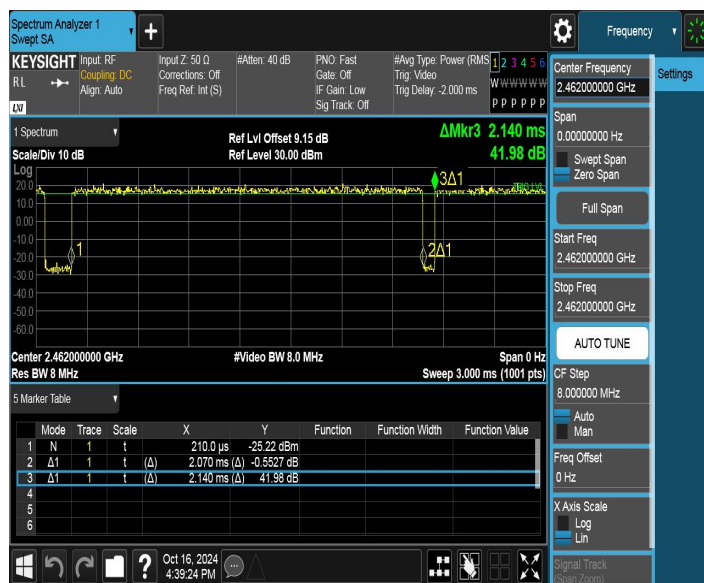 Spectrum Analyzer 1
Swept SA
+
Frequency
KEYSIGHT
RL
LXI
Input: RF
Coupling: DC
Align: Auto
Input Z: 50 Ω
Corrections: Off
Freq Ref: Int (S)
#Atten: 40 dB
PNO: Fast
Gate: Off
IF Gain: Low
Sig Track: Off
#Avg Type: Power (RMS
Trig: Video
Trig Delay: -2.000 ms
1 2 3 4 5 6
W W W W W W
P P P P P P
Center Frequency
2.462000000 GHz
Settings
Span
0.00000000 Hz
Swept Span
Zero Span
Full Span
Start Freq
2.462000000 GHz
Stop Freq
2.462000000 GHz
AUTO TUNE
CF Step
8.000000 MHz
Auto
Man
Freq Offset
0 Hz
X Axis Scale
Log
Lin
Signal Track
(Span Zoom)
1 Spectrum
Scale/Div 10 dB
Ref Lvl Offset 9.15 dB
Ref Level 30.00 dBm
ΔMkr3 2.140 ms
41.98 dB
Log
20.0
10.0
0.00
-10.0
-20.0
-30.0
-40.0
-50.0
-60.0
1
2Δ1
3Δ1
TRIG LVL
Center 2.462000000 GHz
Res BW 8 MHz
#Video BW 8.0 MHz
Span 0 Hz
Sweep 3.000 ms (1001 pts)
5 Marker Table
Mode Trace Scale X Y Function Function Width Function Value
1 N 1 t 210.0 µs -25.22 dBm
2 Δ1 1 t (Δ) 2.070 ms (Δ) -0.5527 dB
3 Δ1 1 t (Δ) 2.140 ms (Δ) 41.98 dB
4
5
6
?
Oct 16, 2024
4:39:24 PM